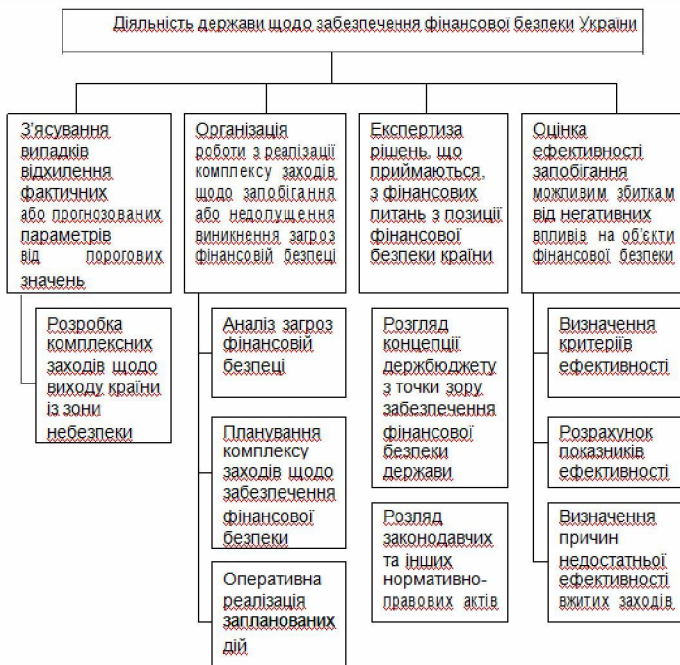 Діяльність держави щодо забезпечення фінансової безпеки України
З'ясування
випадків
відхилення
фактичних
або прогнозованих
параметрів
від порогових
значень
Розробка
комплексних
заходів щодо
виходу країни
із зони
небезпеки
Організація
роботи з реалізації
комплексу заходів
щодо запобігання
або недопущення
виникнення загроз
фінансовій безпеці
Аналіз загроз
фінансовій
безпеці
Планування
комплексу
заходів щодо
забезпечення
фінансової
безпеки
Оперативна
реалізація
запланованих
дій
Експертиза
рішень, що
приймаються,
з фінансових
питань з позиції
фінансової
безпеки країни
Розгляд
концепції
держбюджету
з точки зору
забезпечення
фінансової
безпеки
держави
Розляд
законодавчих
та інших
нормативно-
правових актів
Оцінка
ефективності
запобігання
можливим збиткам
від негативних
впливів на об'єкти
фінансової безпеки
Визначення
критеріїв
ефективності
Розрахунок
показників
ефективності
Визначення
причин
недостатньої
ефективності
вжитих заходів